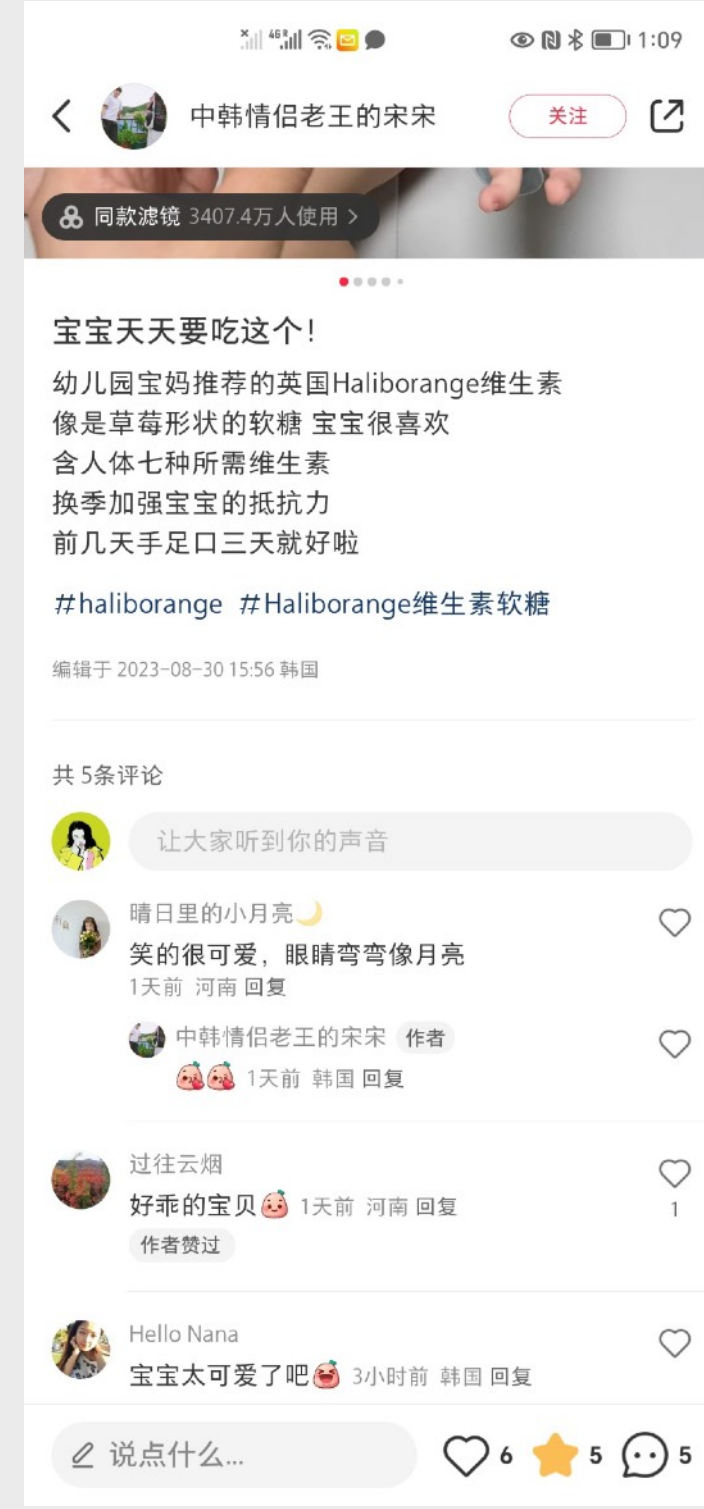 4G R
1:09
中韩情侣老王的宋宋
关注
同款滤镜 3407.4万人使用 >
宝宝天天要吃这个!
幼儿园宝妈推荐的英国Haliborange维生素
像是草莓形状的软糖 宝宝很喜欢
含人体七种所需维生素
换季加强宝宝的抵抗力
前几天手足口三天就好啦
#haliborange #Haliborange维生素软糖
编辑于 2023-08-30 15:56 韩国
共 5条评论
让大家听到你的声音
晴日里的小月亮🌙
笑的很可爱，眼睛弯弯像月亮
1天前 河南 回复
中韩情侣老王的宋宋 作者
1天前 韩国 回复
过往云烟
好乖的宝贝 1天前 河南 回复
1
作者赞过
Hello Nana
宝宝太可爱了吧 3小时前 韩国 回复
说点什么... 6 5 5